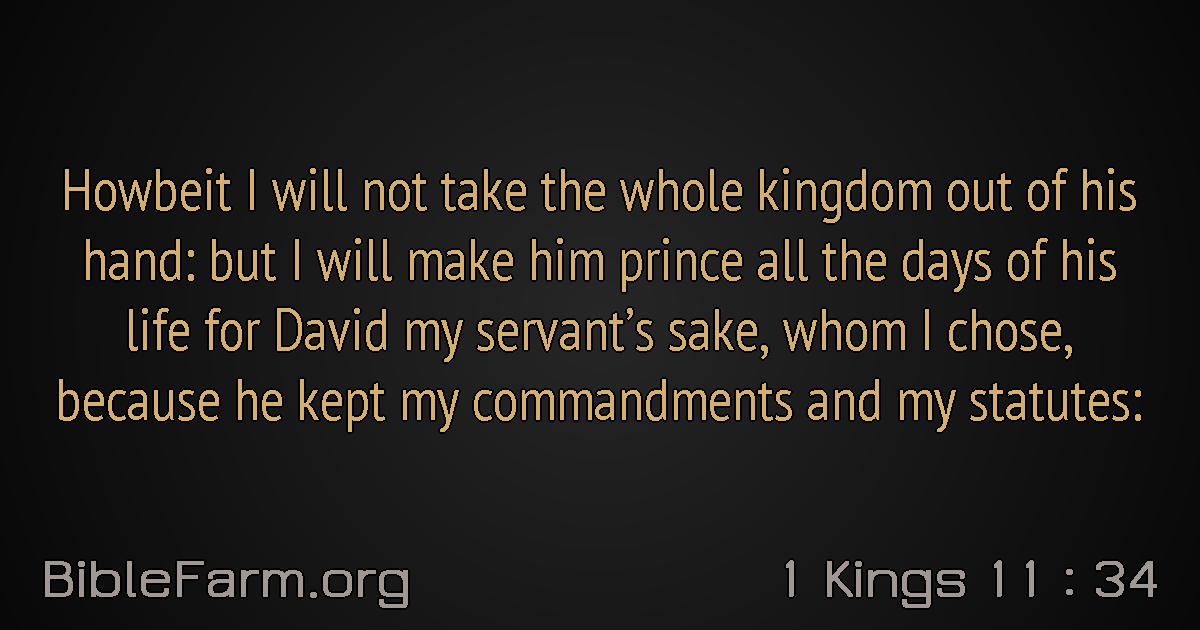 Howbeit I will not take the whole kingdom out of his
hand: but I will make him prince all the days of his
life for David my servant’s sake, whom I chose,
because he kept my commandments and my statutes:
BibleFarm.org
1 Kings 11 : 34